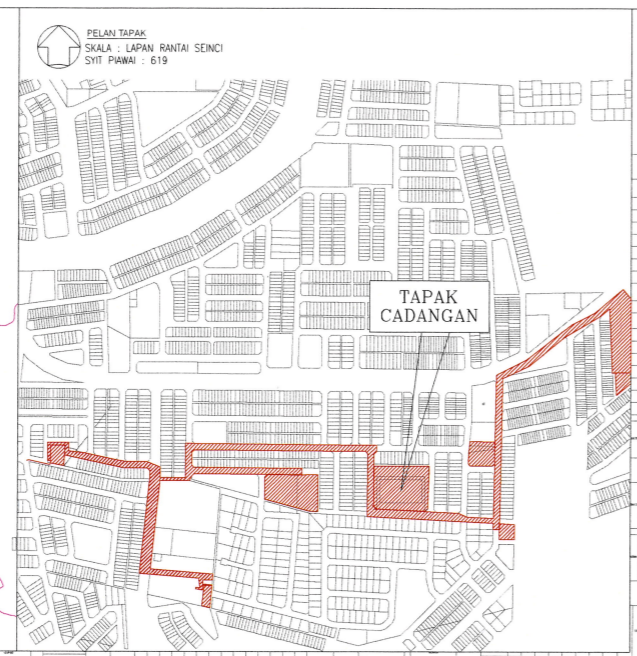 PELAN TAPAK
SKALA : LAPAN RANTAI SEINCI
SYIT PIAWAI : 619
TAPAK
CADANGAN